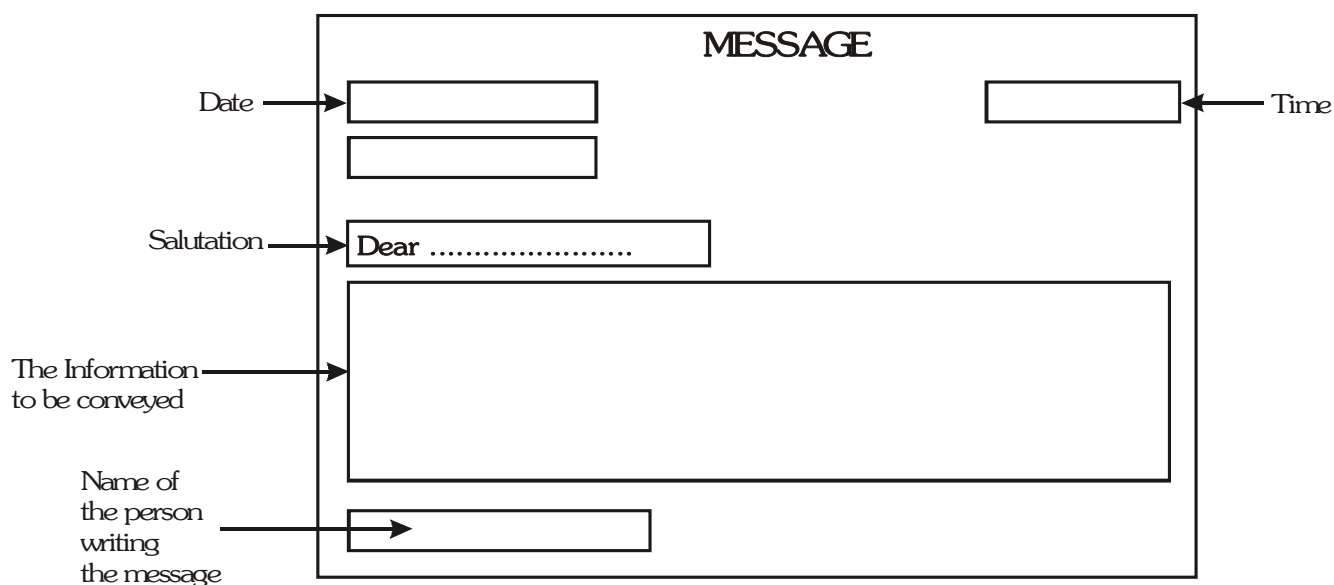 MESSAGE
Date
Time
Salutation
Dear .......................
The Information
to be conveyed
Name of
the person
writing
the message